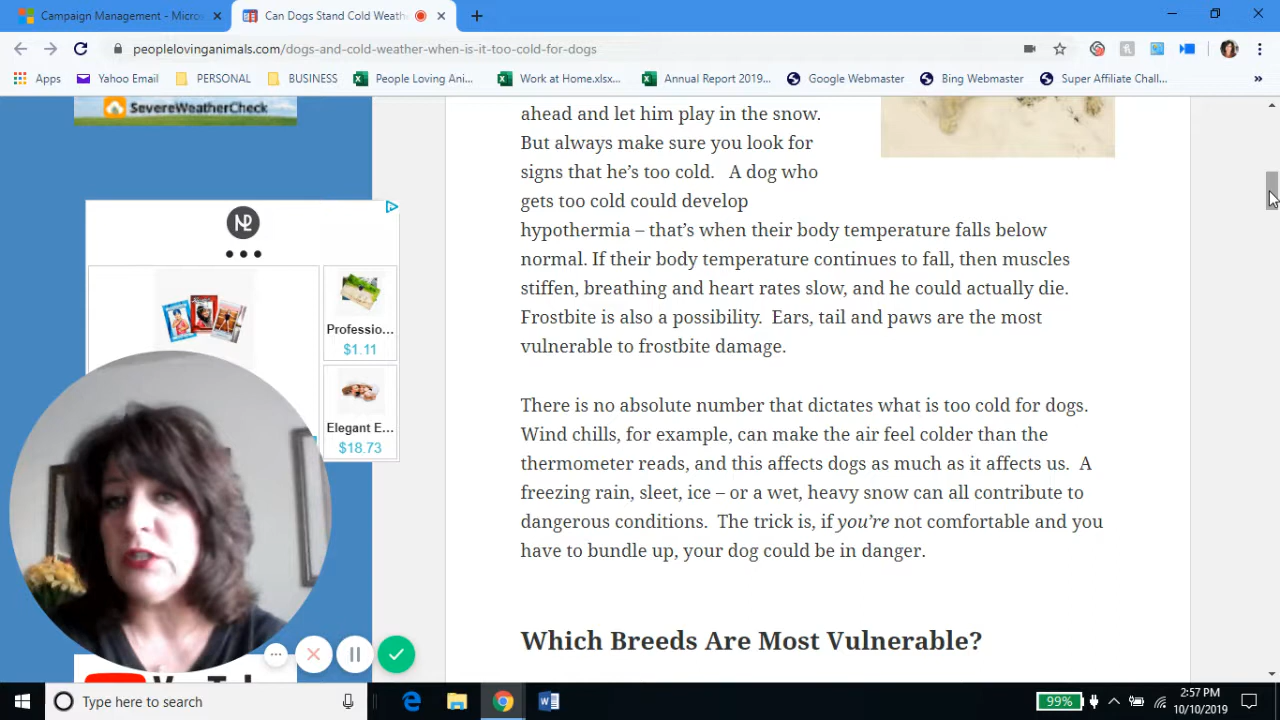 Campaign Management - Micro
Can Dogs Stand Cold Weath
peoplelovinganimals.com/dogs-and-cold-weather-when-is-it-too-cold-for-dogs
Apps
Yahoo Email
PERSONAL
BUSINESS
People Loving Ani...
Work at Home.xlsx...
Annual Report 2019...
Google Webmaster
Bing Webmaster
Super Affiliate Chall...
»
SevereWeatherCheck
ahead and let him play in the snow.
But always make sure you look for
signs that he's too cold.   A dog who
gets too cold could develop
hypothermia – that's when their body temperature falls below
normal. If their body temperature continues to fall, then muscles
stiffen, breathing and heart rates slow, and he could actually die.
Frostbite is also a possibility.  Ears, tail and paws are the most
vulnerable to frostbite damage.
Professio...
$1.11
Elegant E...
$18.73
There is no absolute number that dictates what is too cold for dogs.
Wind chills, for example, can make the air feel colder than the
thermometer reads, and this affects dogs as much as it affects us.  A
freezing rain, sleet, ice – or a wet, heavy snow can all contribute to
dangerous conditions.  The trick is, if you're not comfortable and you
have to bundle up, your dog could be in danger.
Which Breeds Are Most Vulnerable?
Type here to search
99%
2:57 PM
10/10/2019